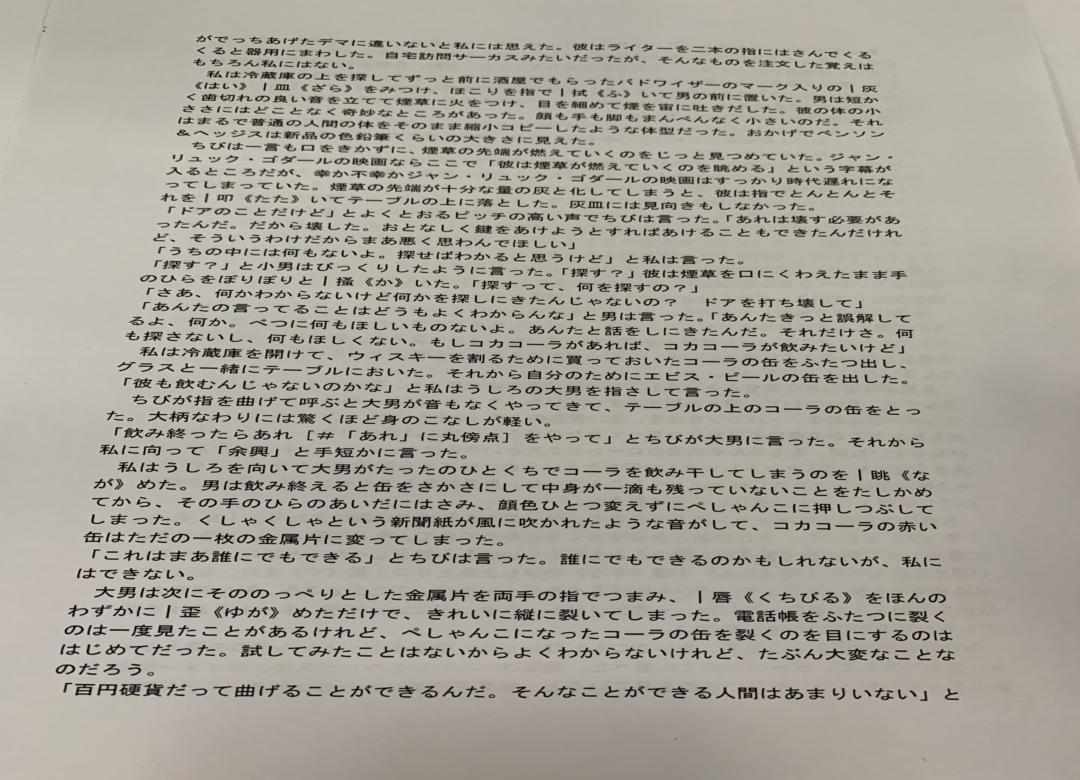 がでっちあげたデマに違いないと私には思えた。彼はライターを二本の指にはさんでくる
くると器用にまわした。自宅訪問サーカスみたいだったが、そんなものを注文した覚えは
もちろん私にはない。
　私は冷蔵庫の上を探してずっと前に酒屋でもらったバドワイザーのマーク入りの｜灰
《はい》｜皿《ざら》をみつけ、ほこりを指で｜拭《ふ》いて男の前に置いた。男は短か
く歯切れの良い音を立てて煙草に火をつけ、目を細めて煙を宙に吐きだした。彼の体の小
ささにはどことなく奇妙なところがあった。顔も手も脚もまんべんなく小さいのだ。それ
はまるで普通の人間の体をそのまま縮小コピーしたような体型だった。おかげでベンソン
&ヘッジスは新品の色鉛筆くらいの大きさに見えた。
　ちびは一言も口をきかずに、煙草の先端が燃えていくのをじっと見つめていた。ジャン・
リュック・ゴダールの映画ならここで「彼は煙草が燃えていくのを眺める」という字幕が
入るところだが、幸か不幸かジャン・リュック・ゴダールの映画はすっかり時代遅れにな
ってしまっていた。煙草の先端が十分な量の灰と化してしまうと、彼は指でとんとんとそ
れを｜叩《たた》いてテーブルの上に落とした。灰皿には見向きもしなかった。
「ドアのことだけど」とよくとおるピッチの高い声でちびは言った。「あれは壊す必要があ
ったんだ。だから壊した。おとなしく鍵をあけようとすればあけることもできたんだけれ
ど、そういうわけだからまあ悪く思わんでほしい」
「うちの中には何もないよ。探せばわかると思うけど」と私は言った。
「探す？」と小男はびっくりしたように言った。「探す？」彼は煙草を口にくわえたまま手
のひらをぽりぽりと｜掻《か》いた。「探すって、何を探すの？」
「さあ、何かわからないけど何かを探しにきたんじゃないの？　ドアを打ち壊して」
「あんたの言ってることはどうもよくわからんな」と男は言った。「あんたきっと誤解して
るよ、何か。べつに何もほしいものないよ。あんたと話をしにきたんだ。それだけさ。何
も探さないし、何もほしくない。もしコカコーラがあれば、コカコーラが飲みたいけど」
　私は冷蔵庫を開けて、ウィスキーを割るために買っておいたコーラの缶をふたつ出し、
グラスと一緒にテーブルにおいた。それから自分のためにエビス・ビールの缶を出した。
「彼も飲むんじゃないのかな」と私はうしろの大男を指さして言った。
　ちびが指を曲げて呼ぶと大男が音もなくやってきて、テーブルの上のコーラの缶をとっ
た。大柄なわりには驚くほど身のこなしが軽い。
「飲み終ったらあれ［＃「あれ」に丸傍点］をやって」とちびが大男に言った。それから
私に向って「余興」と手短かに言った。
　私はうしろを向いて大男がたったのひとくちでコーラを飲み干してしまうのを｜眺《な
が》めた。男は飲み終えると缶をさかさにして中身が一滴も残っていないことをたしかめ
てから、その手のひらのあいだにはさみ、顔色ひとつ変えずにぺしゃんこに押しつぶして
しまった。くしゃくしゃという新聞紙が風に吹かれたような音がして、コカコーラの赤い
缶はただの一枚の金属片に変ってしまった。
「これはまあ誰にでもできる」とちびは言った。誰にでもできるのかもしれないが、私に
はできない。
　大男は次にそののっぺりとした金属片を両手の指でつまみ、｜唇《くちびる》をほんの
わずかに｜歪《ゆが》めただけで、きれいに縦に裂いてしまった。電話帳をふたつに裂く
のは一度見たことがあるけれど、ぺしゃんこになったコーラの缶を裂くのを目にするのは
はじめてだった。試してみたことはないからよくわからないけれど、たぶん大変なことな
のだろう。
「百円硬貨だって曲げることができるんだ。そんなことができる人間はあまりいない」と